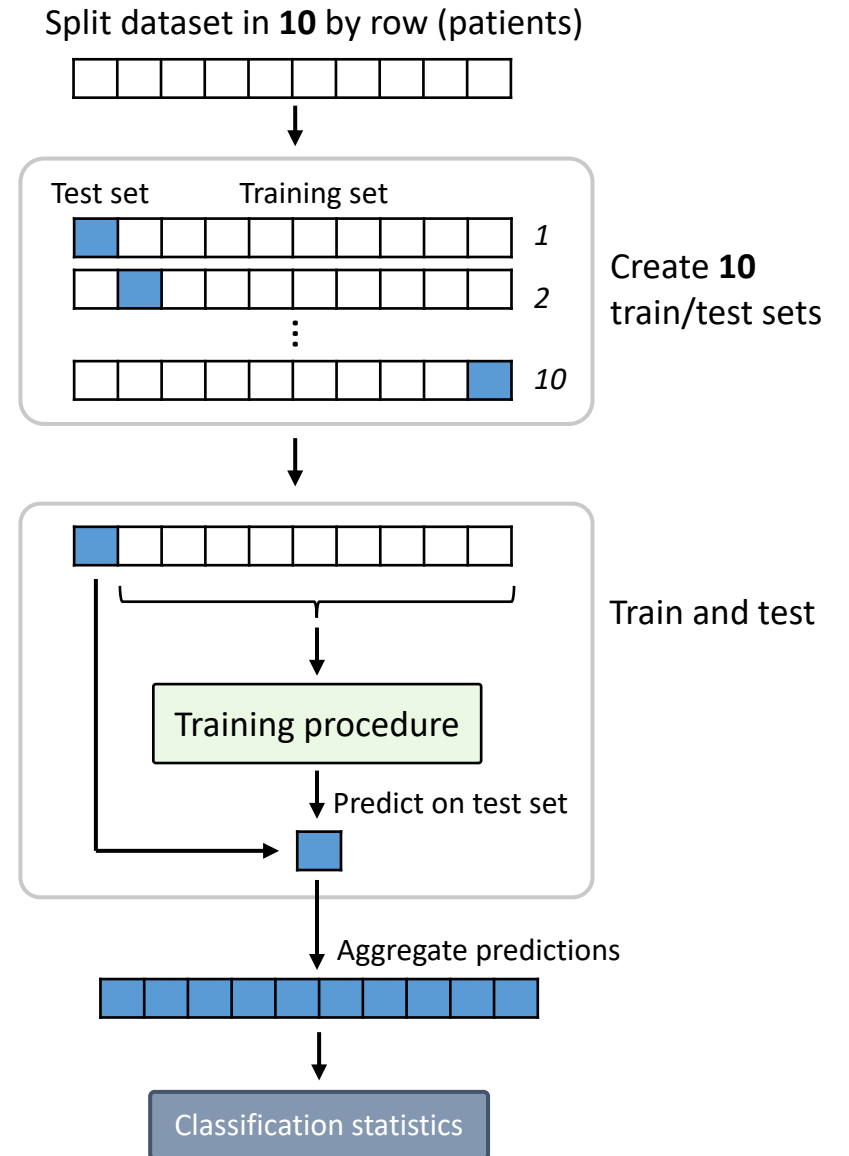 Split dataset in 10 by row (patients)
Test set Training set
1
2
⋮
10
Create 10
train/test sets
Train and test
Training procedure
Predict on test set
Aggregate predictions
Classification statistics